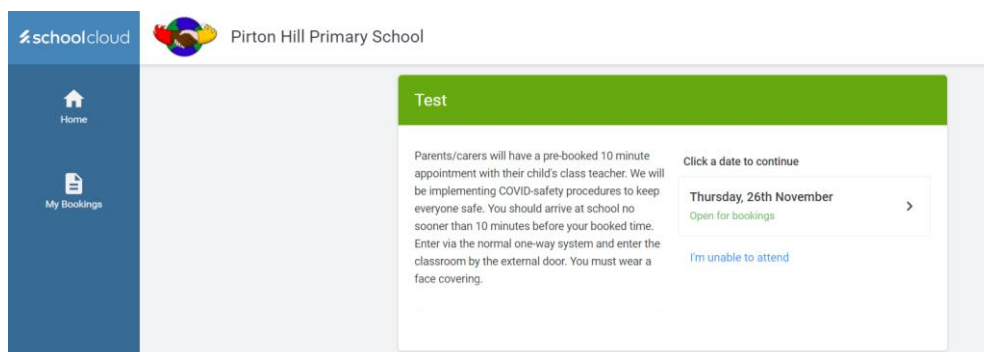 schoolcloud
Pirton Hill Primary School
Home
My Bookings
Test
Parents/carers will have a pre-booked 10 minute
appointment with their child's class teacher. We will
be implementing COVID-safety procedures to keep
everyone safe. You should arrive at school no
sooner than 10 minutes before your booked time.
Enter via the normal one-way system and enter the
classroom by the external door. You must wear a
face covering.
Click a date to continue
Thursday, 26th November
Open for bookings
I'm unable to attend